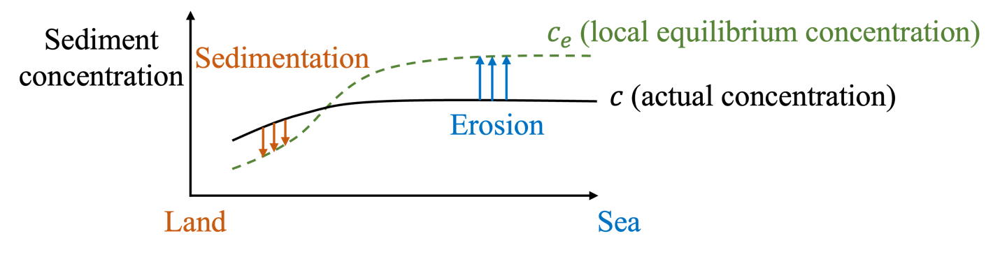 Sediment
concentration
Sedimentation
c_e (local equilibrium concentration)
c (actual concentration)
Erosion
Land
Sea